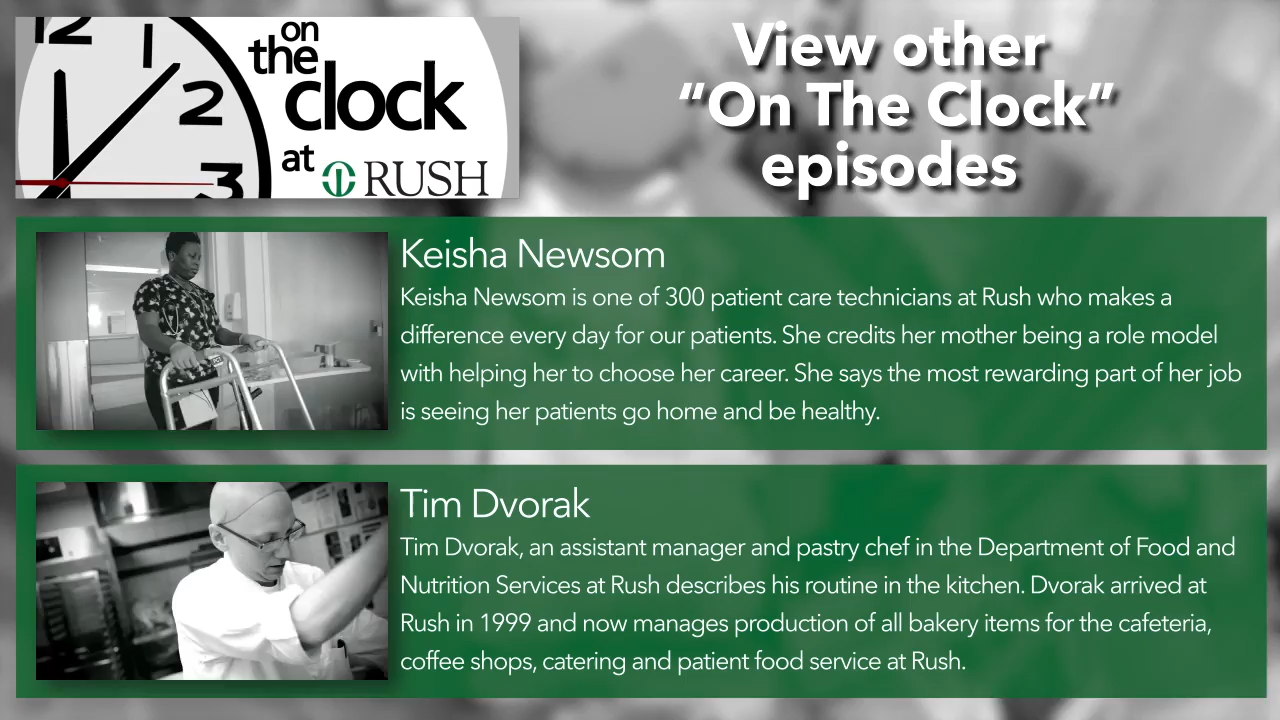 12
1
2
3
on
the
clock
at RUSH
View other
“On The Clock”
episodes
Keisha Newsom
Keisha Newsom is one of 300 patient care technicians at Rush who makes a
difference every day for our patients. She credits her mother being a role model
with helping her to choose her career. She says the most rewarding part of her job
is seeing her patients go home and be healthy.
Tim Dvorak
Tim Dvorak, an assistant manager and pastry chef in the Department of Food and
Nutrition Services at Rush describes his routine in the kitchen. Dvorak arrived at
Rush in 1999 and now manages production of all bakery items for the cafeteria,
coffee shops, catering and patient food service at Rush.